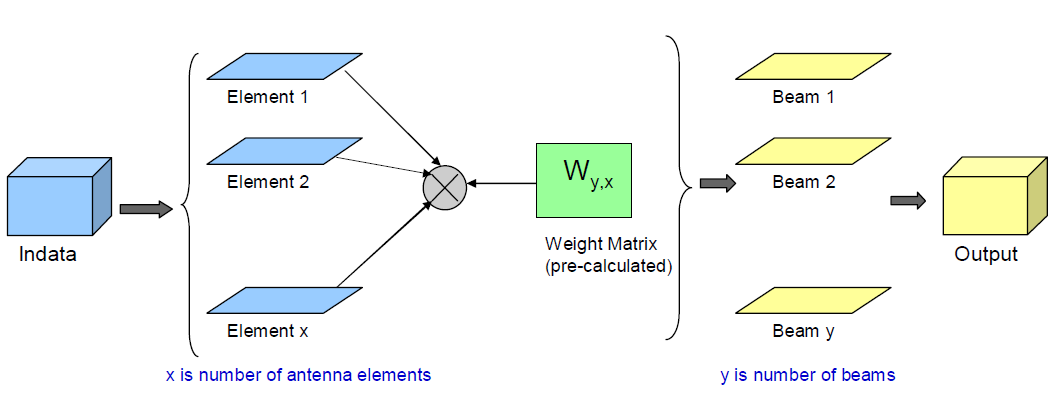 Element 1
Beam 1
W y,x
Element 2
Beam 2
Indata
Weight Matrix
(pre-calculated)
Output
Element x
Beam y
x is number of antenna elements
y is number of beams